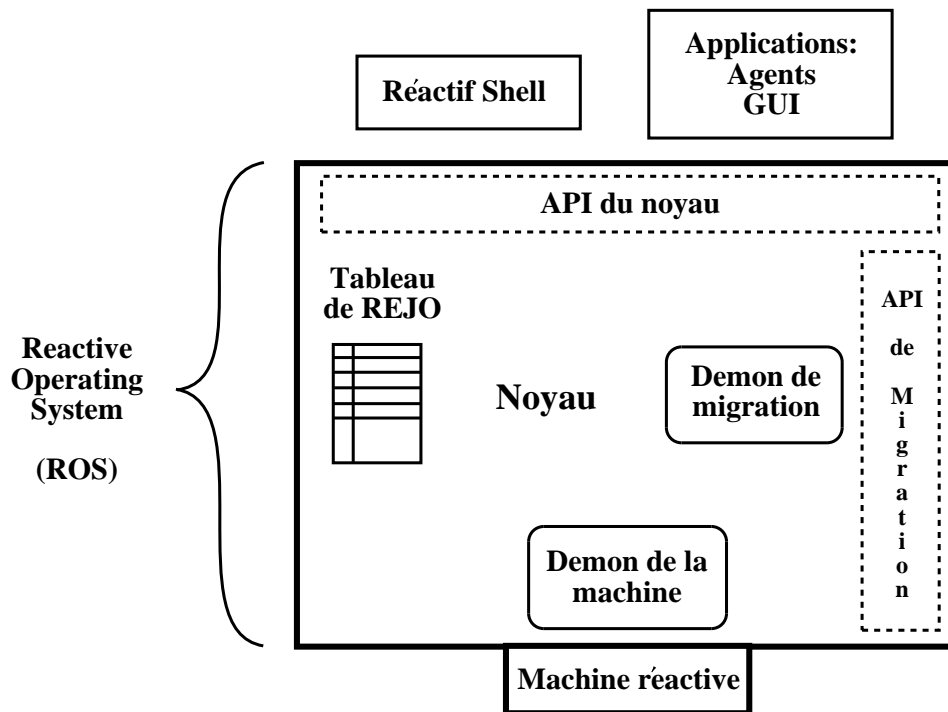 Applications:
Agents
GUI
Réactif Shell
API du noyau
Tableau
de REJO
API
de
Migration
Reactive
Operating
System
(ROS)
Noyau
Demon de
migration
Demon de la
machine
Machine réactive